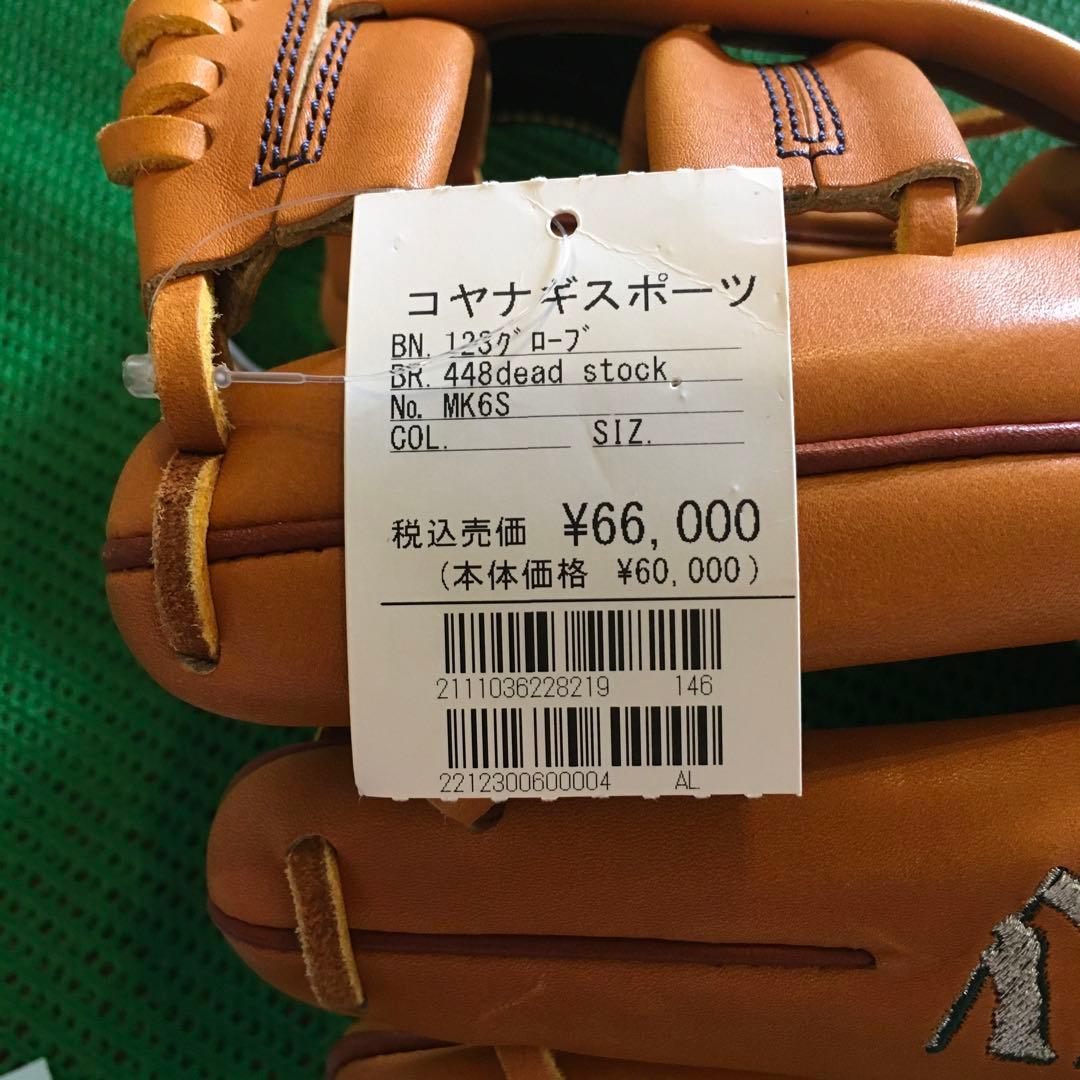 コヤナギスポーツ
BN. 123ｸﾞﾛｰﾌﾞ
BR. 448dead stock
No. MK6S
COL. SIZ.
税込売価 ¥66,000
(本体価格 ¥60,000)
2111036228219 146
2212300600004 AL